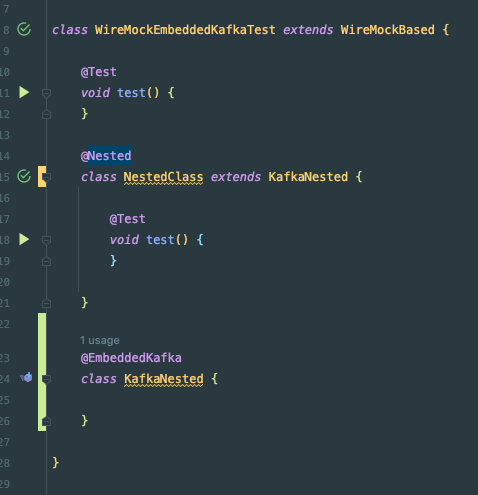 7
8 class WireMockEmbeddedKafkaTest extends WireMockBased {
9
10 @Test
11 void test() {
12 }
13
14 @Nested
15 class NestedClass extends KafkaNested {
16
17 @Test
18 void test() {
19 }
20
21 }
22
1 usage
23 @EmbeddedKafka
24 class KafkaNested {
25
26 }
27
28 }
29